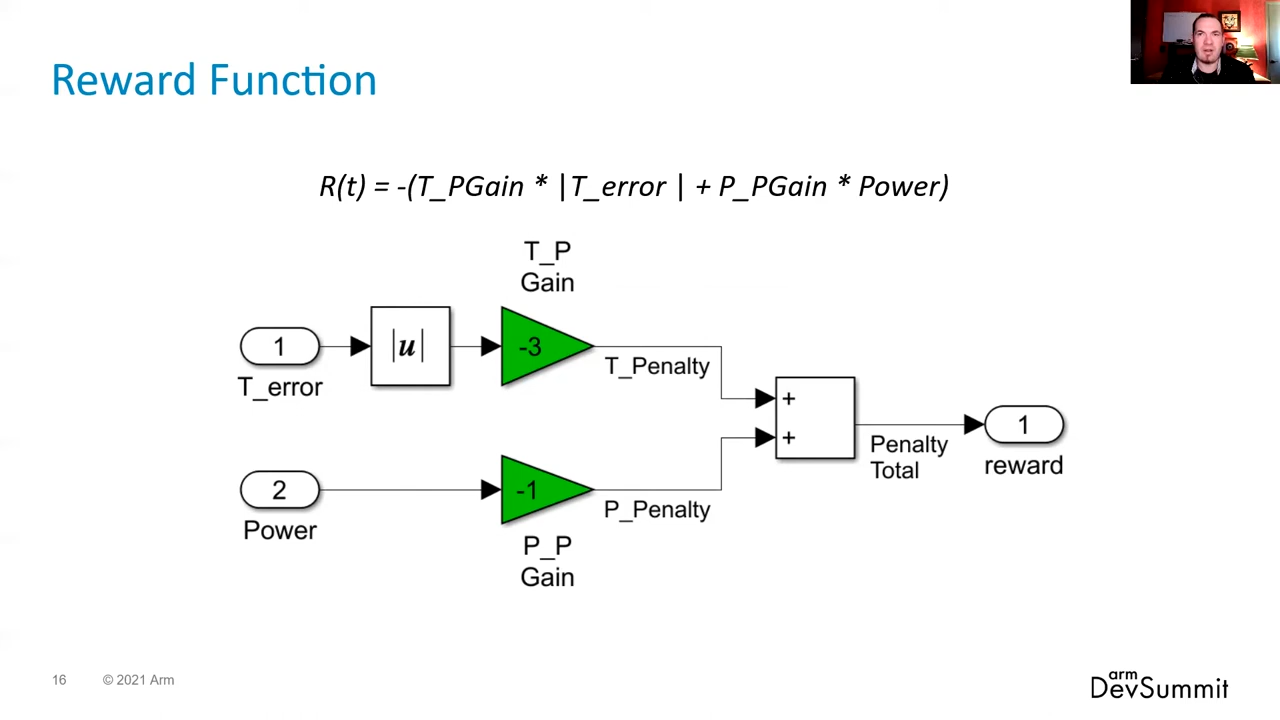 Reward Function
R(t) = -(T_PGain * |T_error | + P_PGain * Power)
T_P
Gain
1
|u|
-3
T_error
T_Penalty
+
+
1
Penalty
Total
reward
2
-1
Power
P_Penalty
P_P
Gain
16
© 2021 Arm
arm
DevSummit